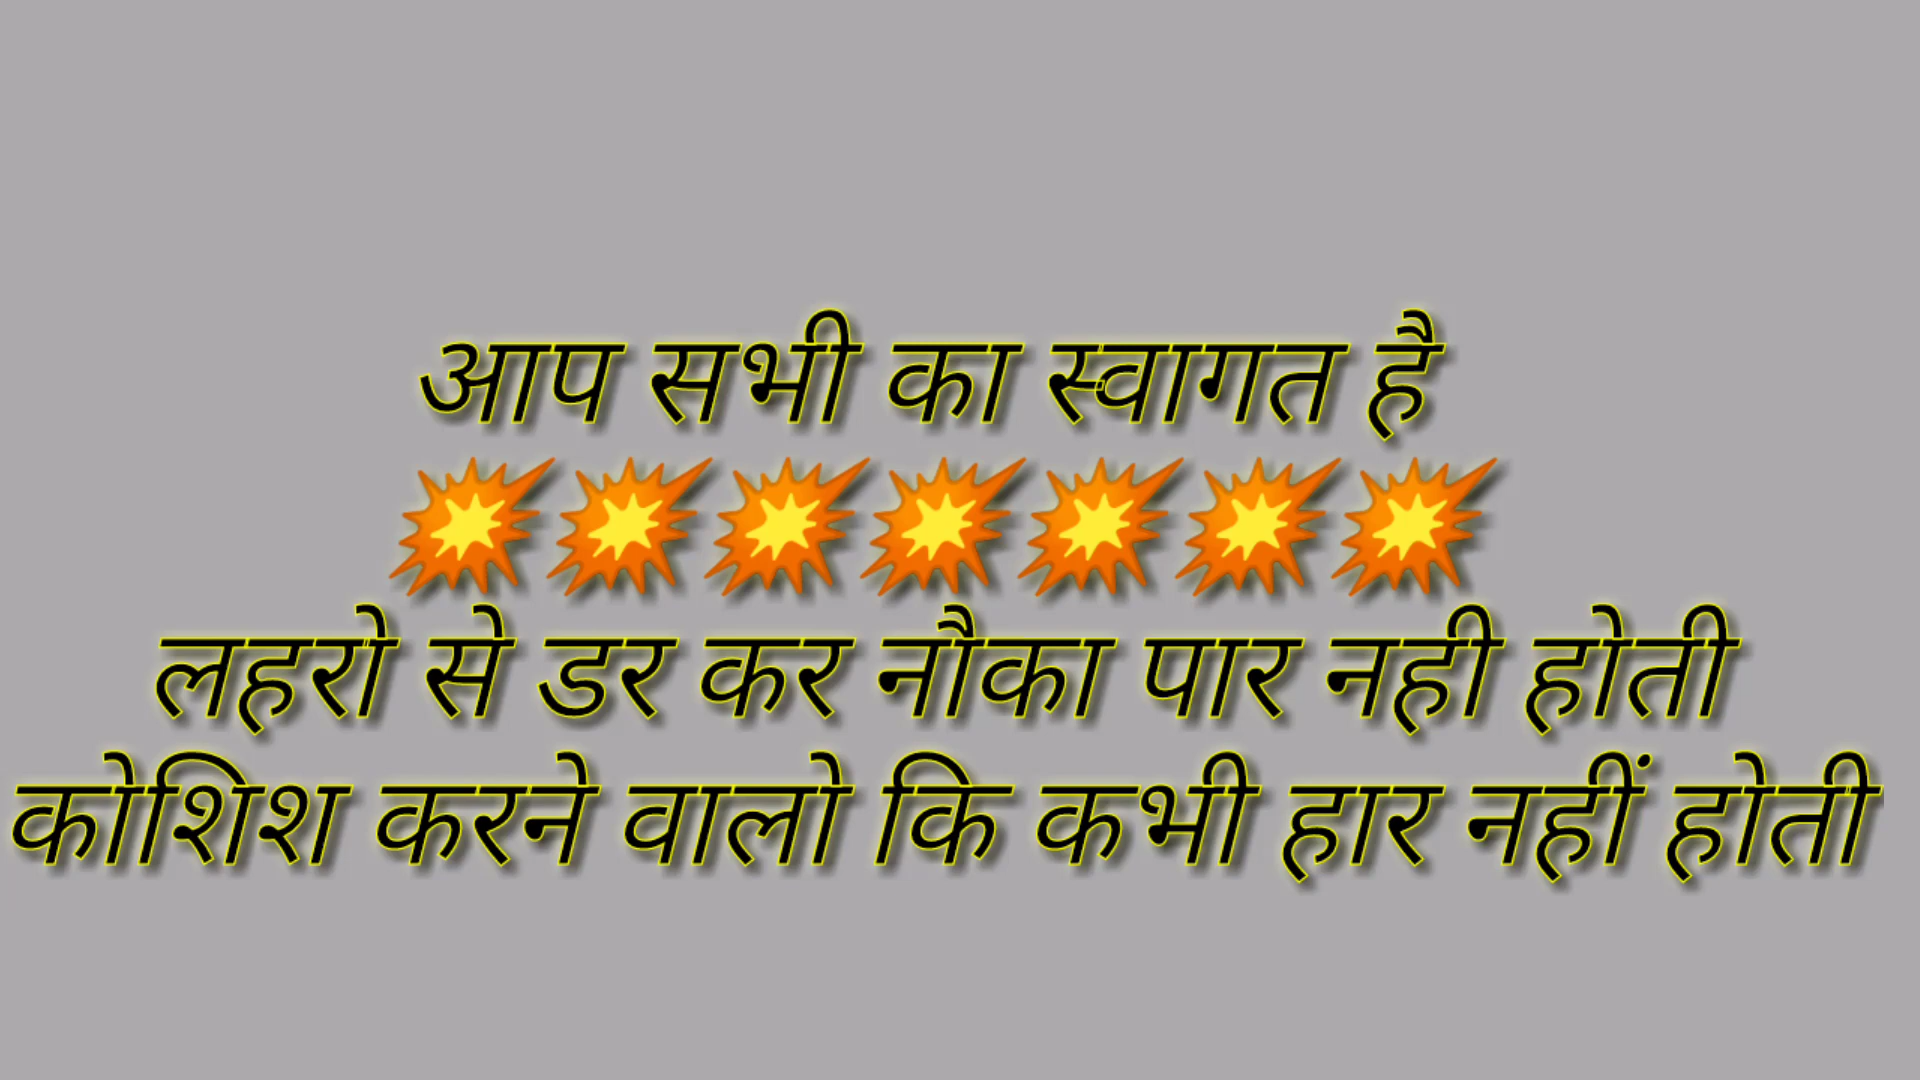 आप सभी का स्वागत है
💥💥💥💥💥💥💥
लहरो से डर कर नौका पार नही होती
कोशिश करने वालो कि कभी हार नहीं होती